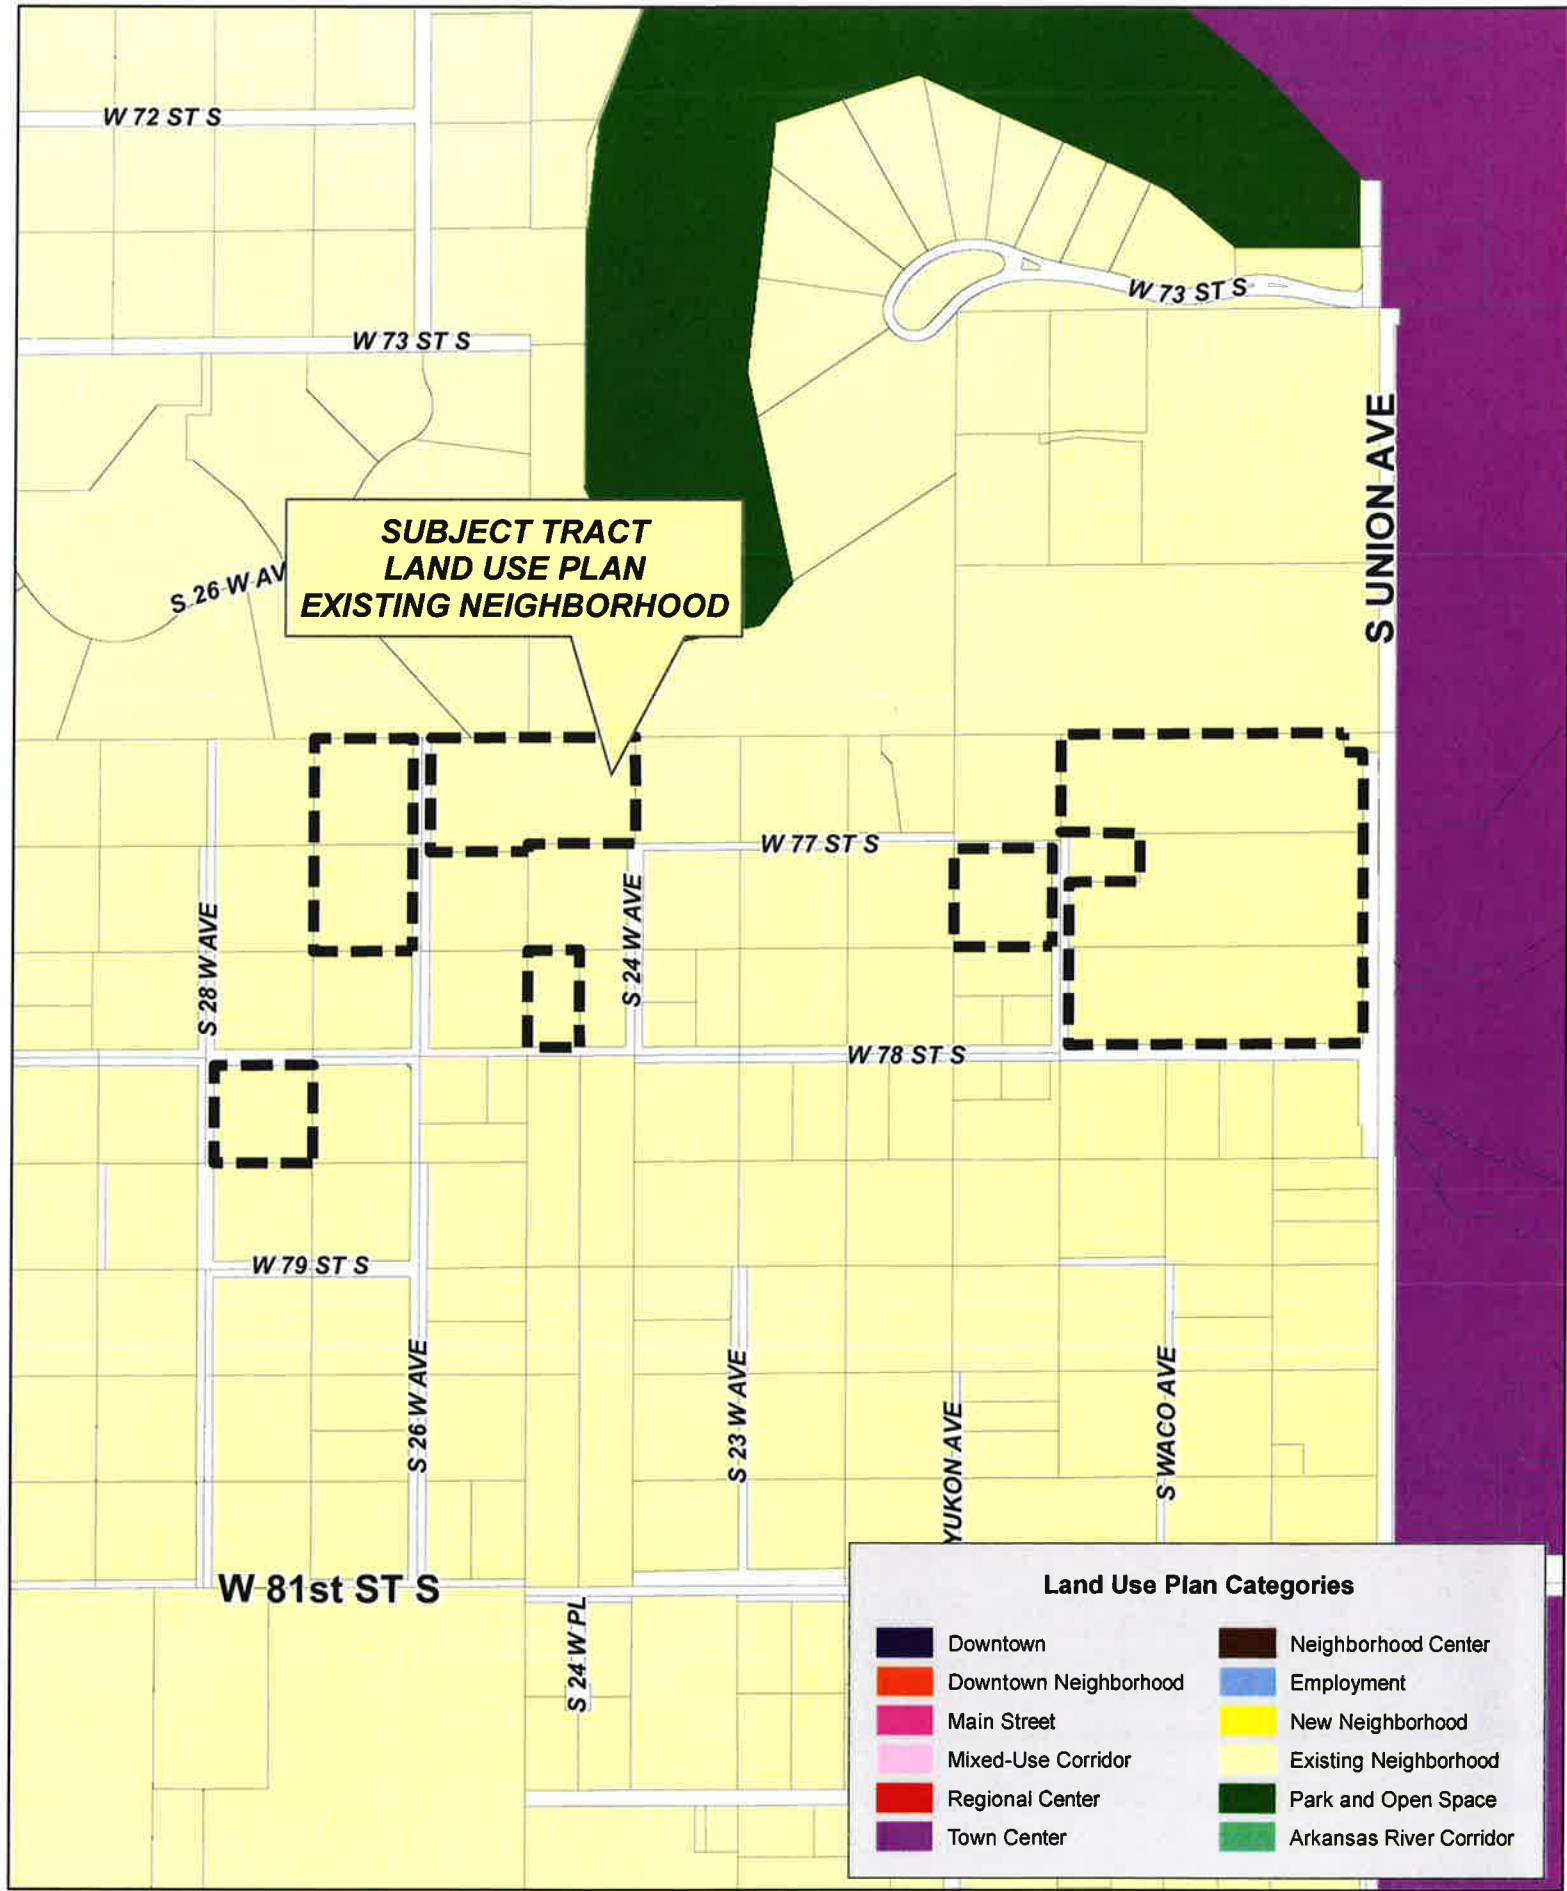 W 72 ST S
W 73 ST S
W 73 ST S
S UNION AVE
SUBJECT TRACT
LAND USE PLAN
EXISTING NEIGHBORHOOD
S 26 W AV
W 77 ST S
S 28 W AVE
S 24 W AVE
W 78 ST S
W 79 ST S
S 26 W AVE
S 23 W AVE
YUKON AVE
S WACO AVE
W 81st ST S
S 24 W PL
Land Use Plan Categories
Downtown
Downtown Neighborhood
Main Street
Mixed-Use Corridor
Regional Center
Town Center
Neighborhood Center
Employment
New Neighborhood
Existing Neighborhood
Park and Open Space
Arkansas River Corridor